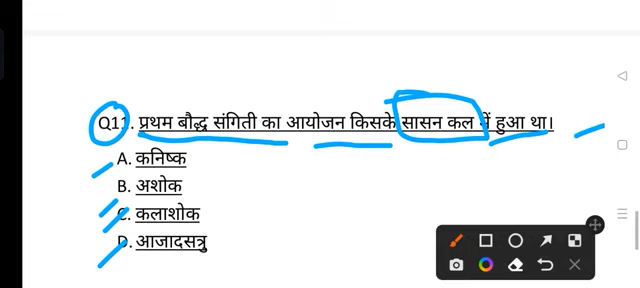 Q11. प्रथम बौद्ध संगिती का आयोजन किसके सासन कल में हुआ था।
A. कनिष्क
B. अशोक
C. कलाशोक
D. आजादसत्रु